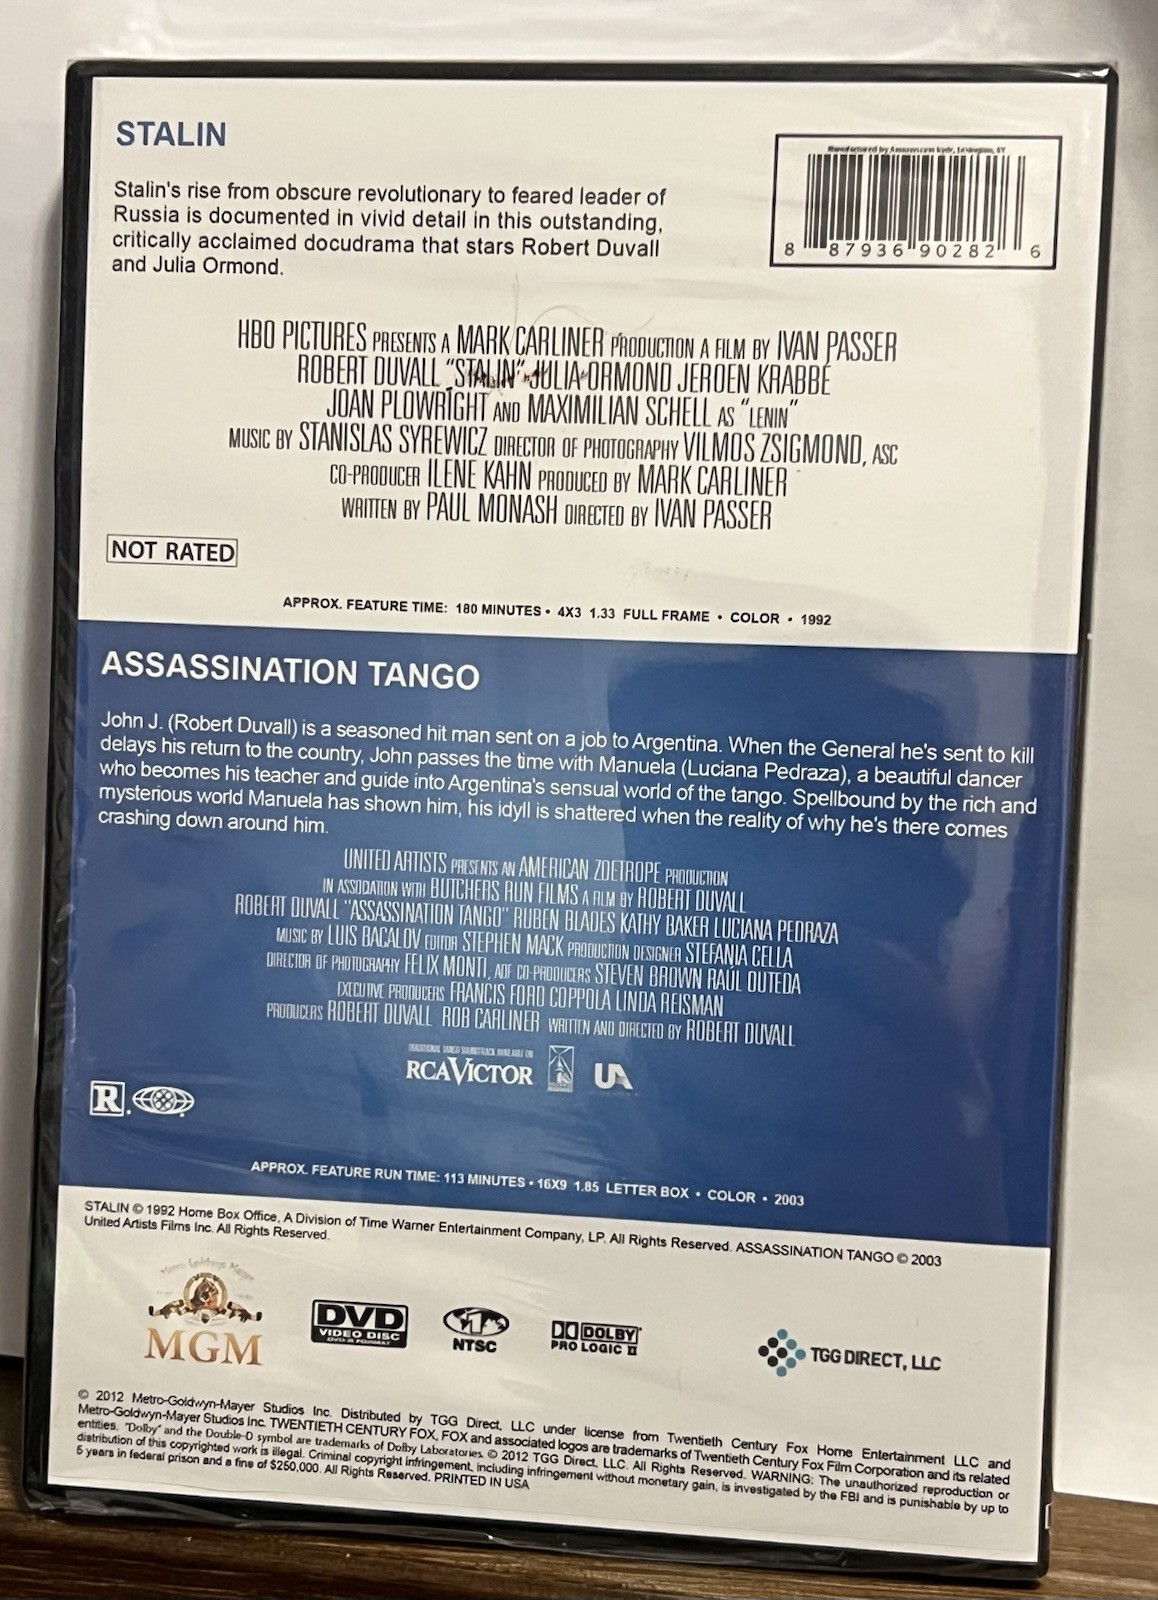 STALIN
Stalin's rise from obscure revolutionary to feared leader of
Russia is documented in vivid detail in this outstanding,
critically acclaimed docudrama that stars Robert Duvall
and Julia Ormond.
Manufactured by Amazon.com
8 87936 90282 6
HBO PICTURES PRESENTS A MARK CARLINER PRODUCTION A FILM BY IVAN PASSER
ROBERT DUVALL "STALIN" JULIA ORMOND JEROEN KRABBÉ
JOAN PLOWRIGHT AND MAXIMILIAN SCHELL AS "LENIN"
MUSIC BY STANISLAS SYREWICZ DIRECTOR OF PHOTOGRAPHY VILMOS ZSIGMOND, ASC
CO-PRODUCER ILENE KAHN PRODUCED BY MARK CARLINER
WRITTEN BY PAUL MONASH DIRECTED BY IVAN PASSER
NOT RATED
APPROX. FEATURE TIME: 180 MINUTES • 4X3 1.33 FULL FRAME • COLOR • 1992
ASSASSINATION TANGO
John J. (Robert Duvall) is a seasoned hit man sent on a job to Argentina. When the General he's sent to kill
delays his return to the country, John passes the time with Manuela (Luciana Pedraza), a beautiful dancer
who becomes his teacher and guide into Argentina's sensual world of the tango. Spellbound by the rich and
mysterious world Manuela has shown him, his idyll is shattered when the reality of why he's there comes
crashing down around him.
UNITED ARTISTS PRESENTS AN AMERICAN ZOETROPE PRODUCTION
IN ASSOCIATION WITH BUTCHERS RUN FILMS A FILM BY ROBERT DUVALL
ROBERT DUVALL "ASSASSINATION TANGO" RUBEN BLADES KATHY BAKER LUCIANA PEDRAZA
MUSIC BY LUIS BACALOV EDITOR STEPHEN MACK PRODUCTION DESIGNER STEFANIA CELLA
DIRECTOR OF PHOTOGRAPHY FELIX MONTI, ADF CO-PRODUCERS STEVEN BROWN RAÚL OUTEDA
EXECUTIVE PRODUCERS FRANCIS FORD COPPOLA LINDA REISMAN
PRODUCERS ROBERT DUVALL ROB CARLINER WRITTEN AND DIRECTED BY ROBERT DUVALL
RCA VICTOR UA
R
APPROX. FEATURE RUN TIME: 113 MINUTES • 16X9 1.85 LETTER BOX • COLOR • 2003
STALIN © 1992 Home Box Office, A Division of Time Warner Entertainment Company, LP. All Rights Reserved. ASSASSINATION TANGO © 2003
United Artists Films Inc. All Rights Reserved.
Metro Goldwyn Mayer
MGM
DVD
VIDEO DISC
NTSC
DOLBY
PRO LOGIC II
TGG DIRECT, LLC
© 2012 Metro-Goldwyn-Mayer Studios Inc. Distributed by TGG Direct, LLC under license from Twentieth Century Fox Home Entertainment LLC and
Metro-Goldwyn-Mayer Studios Inc. TWENTIETH CENTURY FOX, FOX and associated logos are trademarks of Twentieth Century Fox Film Corporation and its related
entities. "Dolby" and the Double-D symbol are trademarks of Dolby Laboratories. © 2012 TGG Direct, LLC. All Rights Reserved. WARNING: The unauthorized reproduction or
distribution of this copyrighted work is illegal. Criminal copyright infringement, including infringement without monetary gain, is investigated by the FBI and is punishable by up to
5 years in federal prison and a fine of $250,000. All Rights Reserved. PRINTED IN USA